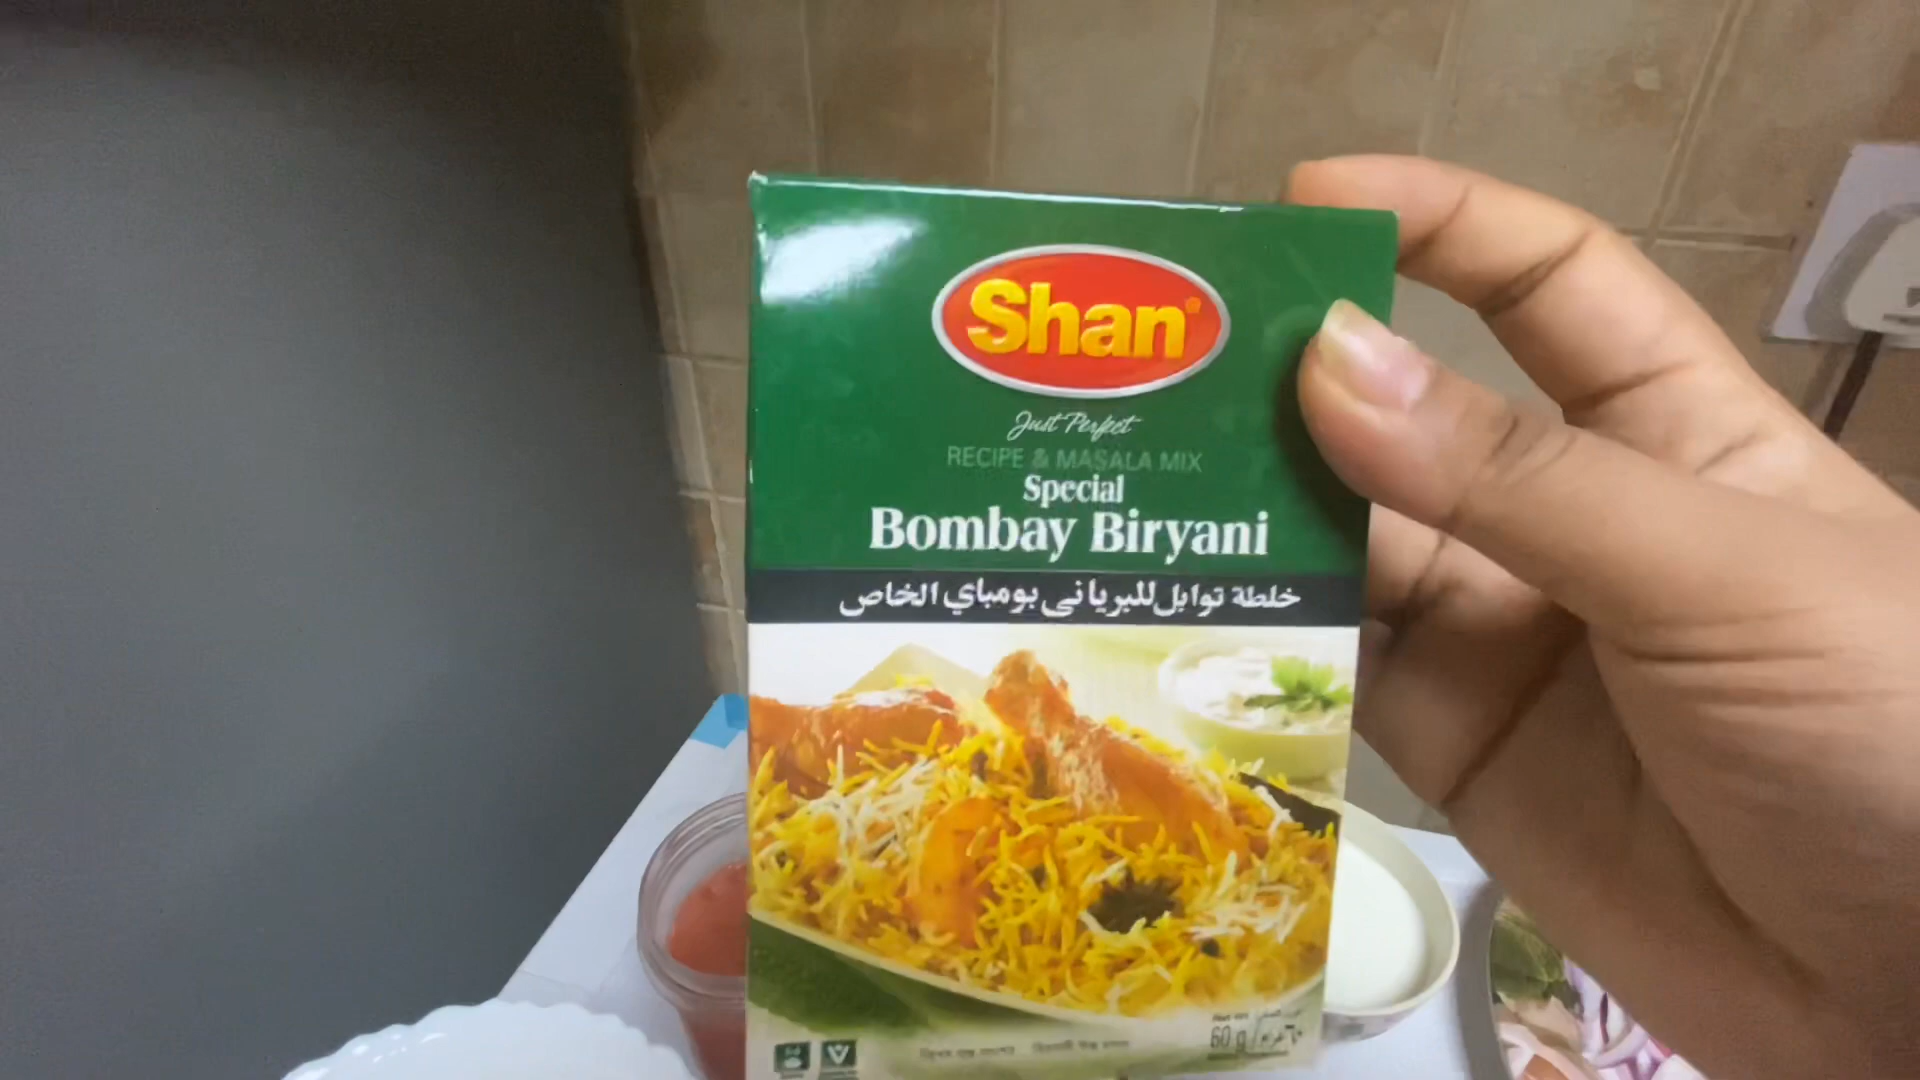 Shan®
Just Perfect
RECIPE & MASALA MIX
Special
Bombay Biryani
خلطة توابل للبرياني بومباي الخاص
60 g